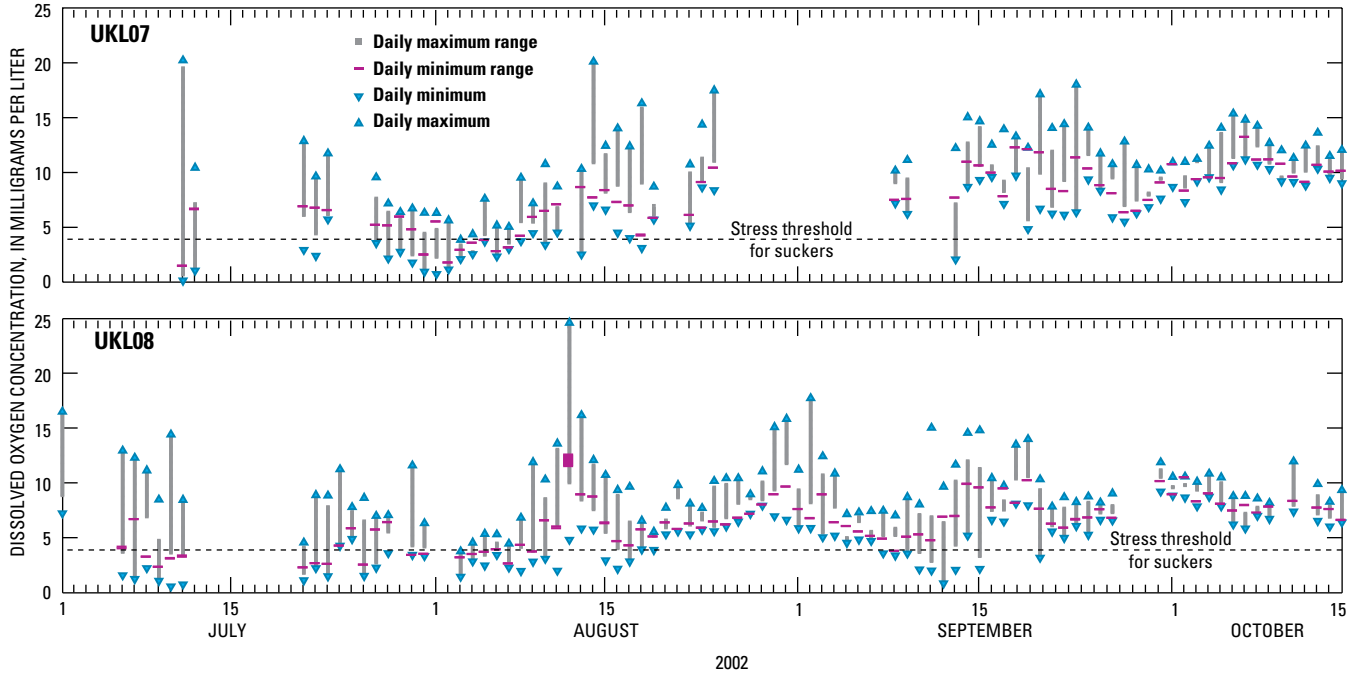 DISSOLVED OXYGEN CONCENTRATION, IN MILLIGRAMS PER LITER
25
20
15
10
5
0
UKL07
Daily maximum range
Daily minimum range
Daily minimum
Daily maximum
Stress threshold
for suckers
25
20
15
10
5
0
UKL08
Stress threshold
for suckers
1 15 1 15 1 15 1 15
JULY AUGUST SEPTEMBER OCTOBER
2002